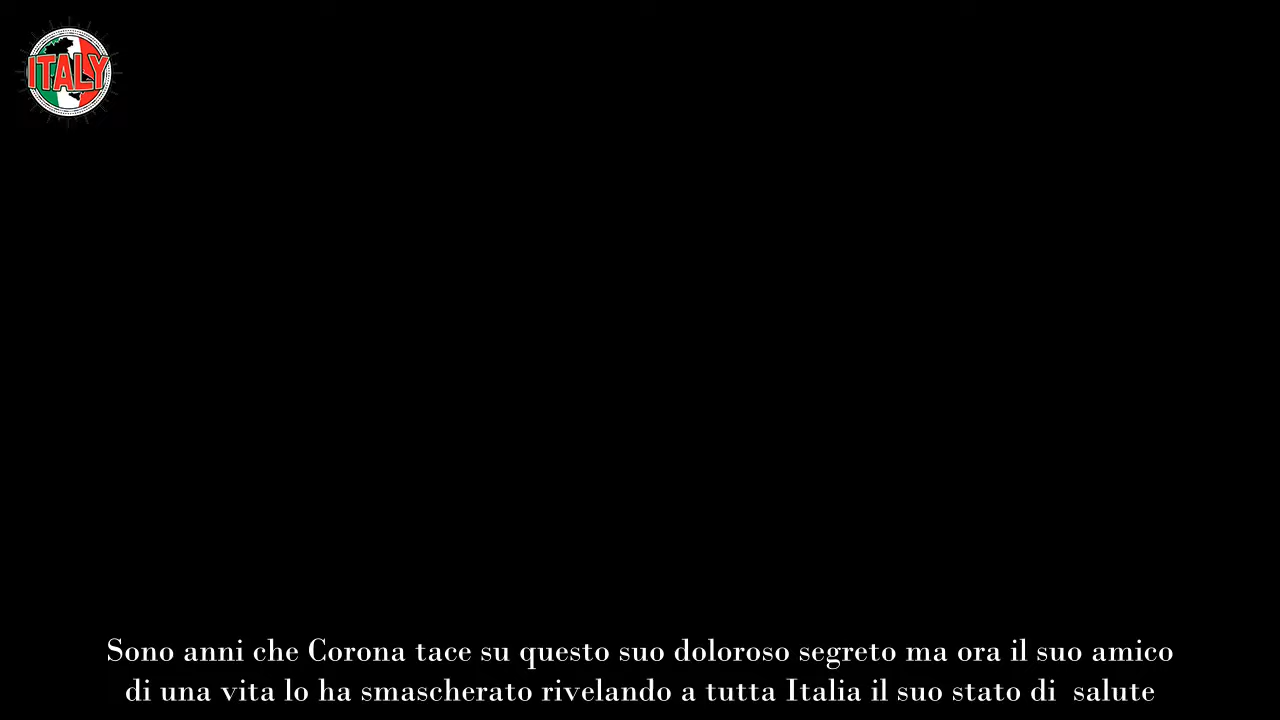 ITALY
Sono anni che Corona tace su questo suo doloroso segreto ma ora il suo amico
di una vita lo ha smascherato rivelando a tutta Italia il suo stato di  salute